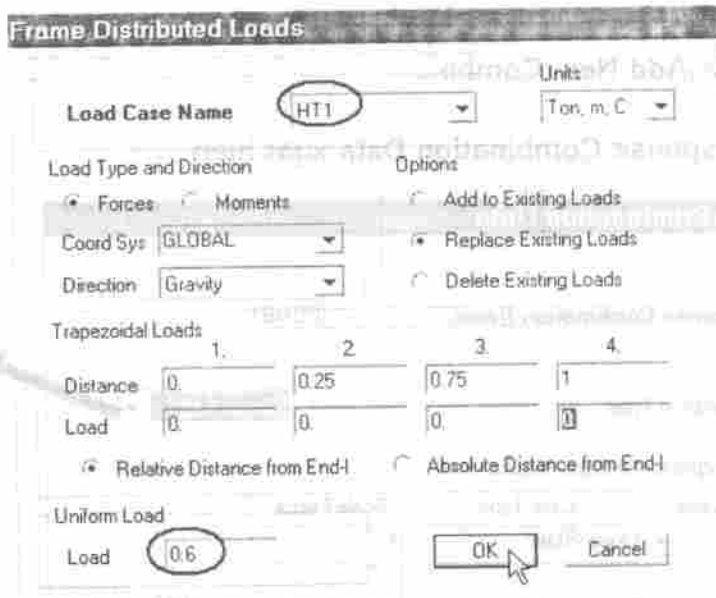 Frame Distributed Loads
Units
Load Case Name HT1 Ton, m, C
Load Type and Direction Options
Forces Moments Add to Existing Loads
Coord Sys GLOBAL Replace Existing Loads
Direction Gravity Delete Existing Loads
Trapezoidal Loads
1. 2. 3. 4.
Distance 0. 0.25 0.75 1
Load 0. 0. 0. 0
Relative Distance from End-I Absolute Distance from End-I
Uniform Load
Load 0.6 OK Cancel